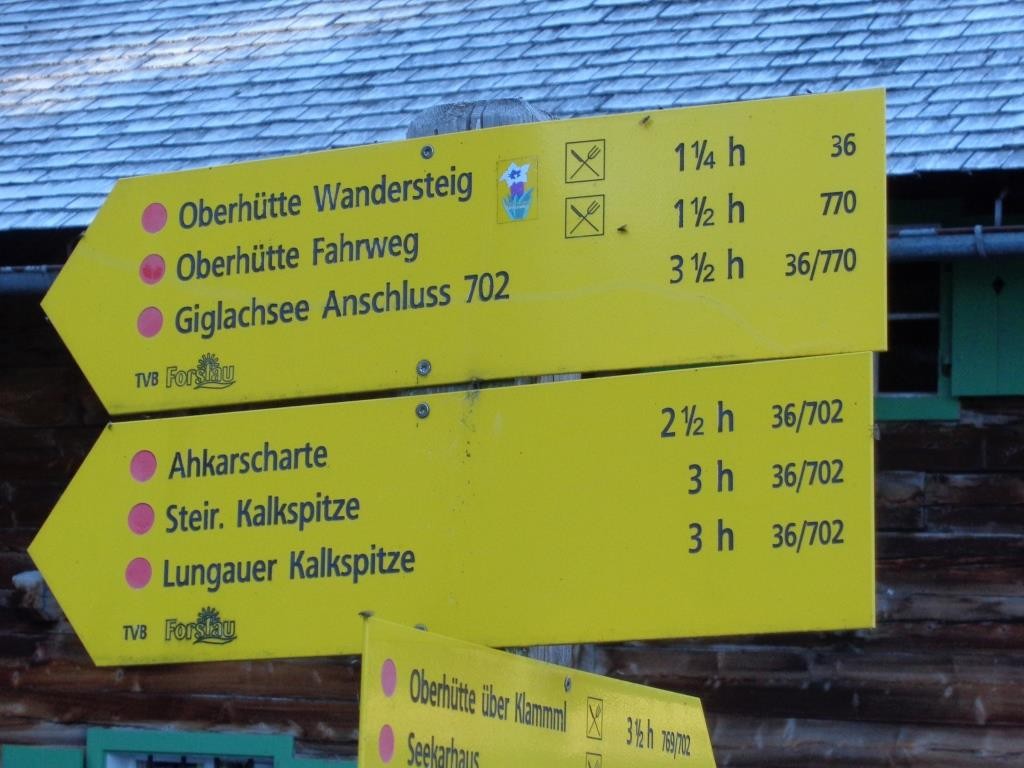 Oberhütte Wandersteig 1¼ h 36
Oberhütte Fahrweg 1½ h 770
Giglachsee Anschluss 702 3½ h 36/770
TVB Forstau
Ahkarscharte 2½ h 36/702
Steir. Kalkspitze 3 h 36/702
Lungauer Kalkspitze 3 h 36/702
TVB Forstau
Oberhütte über Klammml 3½ h 769/702
Seekarhaus